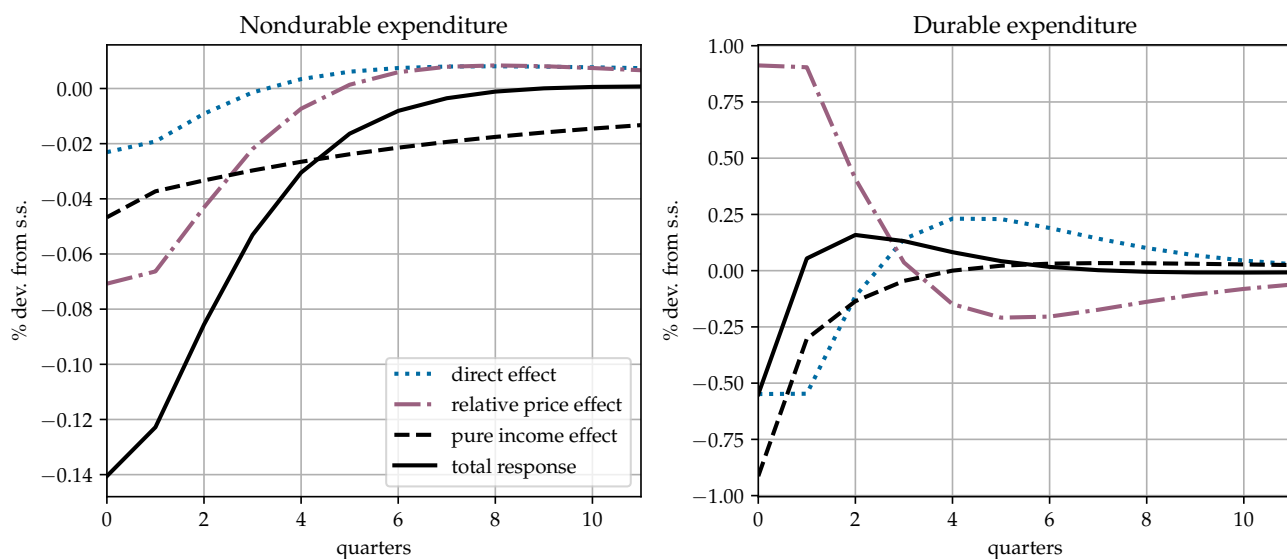 Nondurable expenditure
% dev. from s.s.
0.00
−0.02
−0.04
−0.06
−0.08
−0.10
−0.12
−0.14
direct effect
relative price effect
pure income effect
total response
0 2 4 6 8 10
quarters
Durable expenditure
% dev. from s.s.
1.00
0.75
0.50
0.25
0.00
−0.25
−0.50
−0.75
−1.00
0 2 4 6 8 10
quarters